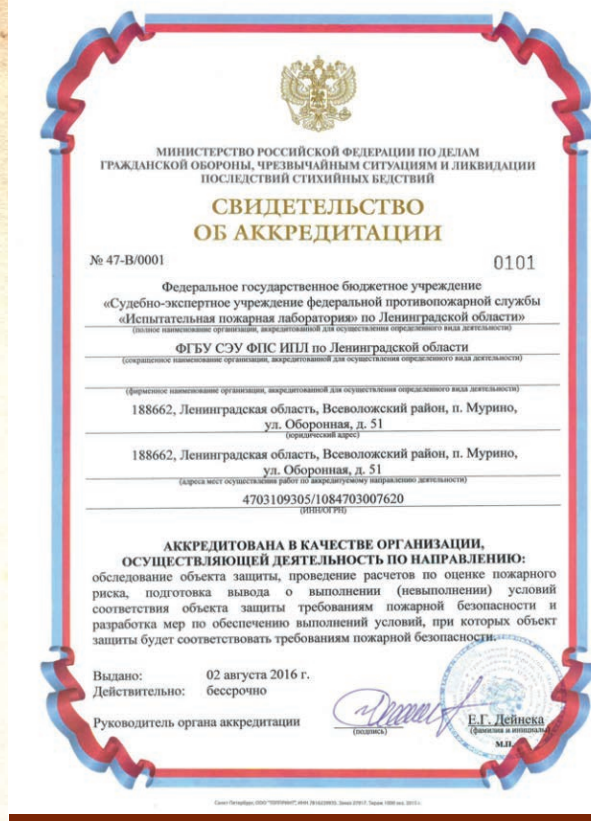 МИНИСТЕРСТВО РОССИЙСКОЙ ФЕДЕРАЦИИ ПО ДЕЛАМ
ГРАЖДАНСКОЙ ОБОРОНЫ, ЧРЕЗВЫЧАЙНЫМ СИТУАЦИЯМ И ЛИКВИДАЦИИ
ПОСЛЕДСТВИЙ СТИХИЙНЫХ БЕДСТВИЙ
СВИДЕТЕЛЬСТВО
ОБ АККРЕДИТАЦИИ
№ 47-В/0001 0101
Федеральное государственное бюджетное учреждение
«Судебно-экспертное учреждение федеральной противопожарной службы
«Испытательная пожарная лаборатория» по Ленинградской области»
(полное наименование организации, аккредитованной для осуществления определенного вида деятельности)
ФГБУ СЭУ ФПС ИПЛ по Ленинградской области
(сокращенное наименование организации, аккредитованной для осуществления определенного вида деятельности)
(фирменное наименование организации, аккредитованной для осуществления определенного вида деятельности)
188662, Ленинградская область, Всеволожский район, п. Мурино,
ул. Оборонная, д. 51
(юридический адрес)
188662, Ленинградская область, Всеволожский район, п. Мурино,
ул. Оборонная, д. 51
(адреса мест осуществления работ по аккредитуемому направлению деятельности)
4703109305/1084703007620
(ИНН/ОГРН)
АККРЕДИТОВАНА В КАЧЕСТВЕ ОРГАНИЗАЦИИ,
ОСУЩЕСТВЛЯЮЩЕЙ ДЕЯТЕЛЬНОСТЬ ПО НАПРАВЛЕНИЮ:
обследование объекта защиты, проведение расчетов по оценке пожарного
риска, подготовка вывода о выполнении (невыполнении) условий
соответствия объекта защиты требованиям пожарной безопасности и
разработка мер по обеспечению выполнений условий, при которых объект
защиты будет соответствовать требованиям пожарной безопасности.
Выдано: 02 августа 2016 г.
Действительно: бессрочно
Руководитель органа аккредитации Е.Г. Дейнека
(подпись) (фамилия и инициалы)
М.П.